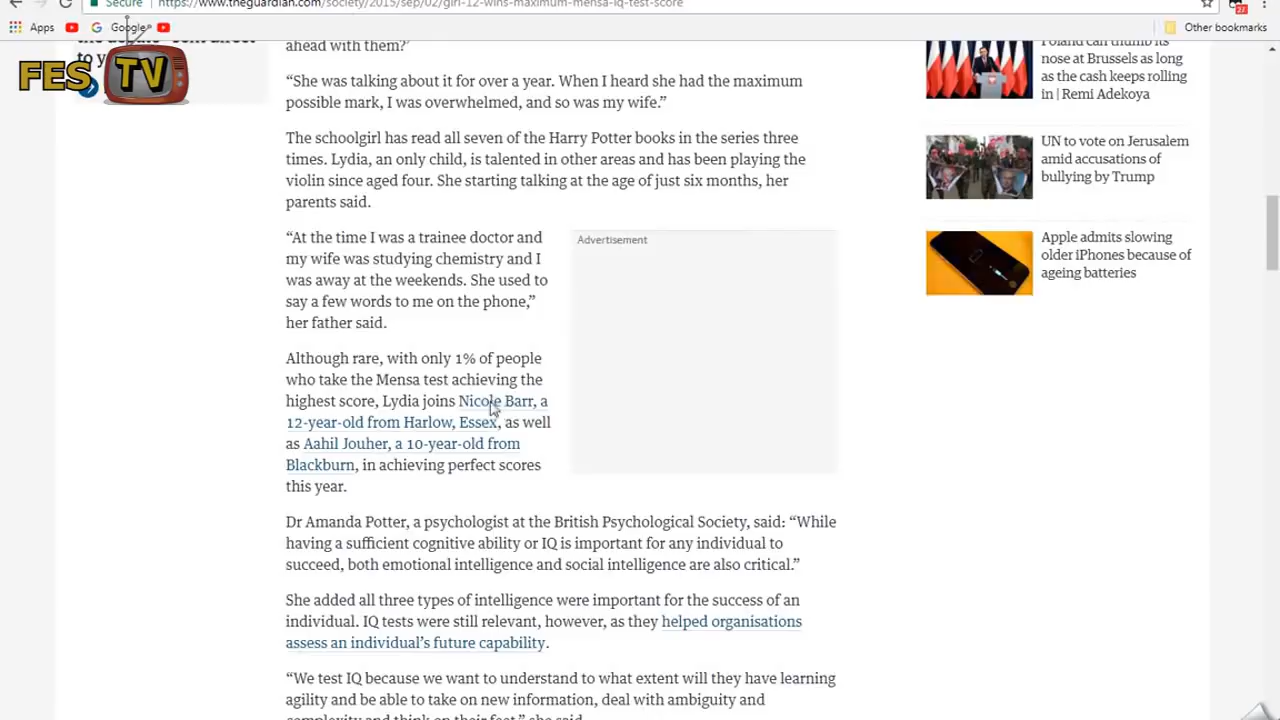 Secure
https://www.theguardian.com/society/2015/sep/02/girl-12-wins-maximum-mensa-iq-test-score
27
Apps
Google
Other bookmarks
to y
FES TV
ahead with them?'
“She was talking about it for over a year. When I heard she had the maximum
possible mark, I was overwhelmed, and so was my wife.”
The schoolgirl has read all seven of the Harry Potter books in the series three
times. Lydia, an only child, is talented in other areas and has been playing the
violin since aged four. She starting talking at the age of just six months, her
parents said.
“At the time I was a trainee doctor and
my wife was studying chemistry and I
was away at the weekends. She used to
say a few words to me on the phone,”
her father said.
Advertisement
Although rare, with only 1% of people
who take the Mensa test achieving the
highest score, Lydia joins Nicole Barr, a
12-year-old from Harlow, Essex, as well
as Aahil Jouher, a 10-year-old from
Blackburn, in achieving perfect scores
this year.
Dr Amanda Potter, a psychologist at the British Psychological Society, said: “While
having a sufficient cognitive ability or IQ is important for any individual to
succeed, both emotional intelligence and social intelligence are also critical.”
She added all three types of intelligence were important for the success of an
individual. IQ tests were still relevant, however, as they helped organisations
assess an individual’s future capability.
“We test IQ because we want to understand to what extent will they have learning
agility and be able to take on new information, deal with ambiguity and
complexity and think on their feet,” she said.
Poland can thumb its
nose at Brussels as long
as the cash keeps rolling
in | Remi Adekoya
UN to vote on Jerusalem
amid accusations of
bullying by Trump
Apple admits slowing
older iPhones because of
ageing batteries